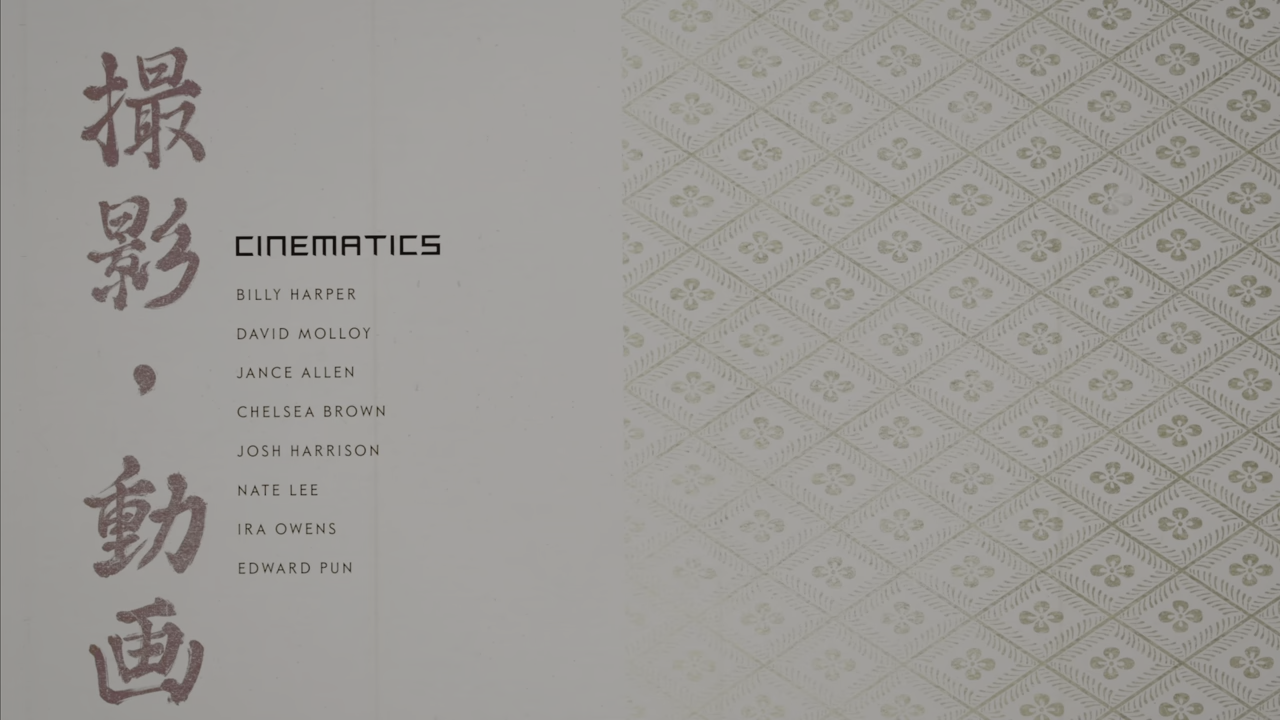 撮影・動画
CINEMATICS
BILLY HARPER
DAVID MOLLOY
JANCE ALLEN
CHELSEA BROWN
JOSH HARRISON
NATE LEE
IRA OWENS
EDWARD PUN